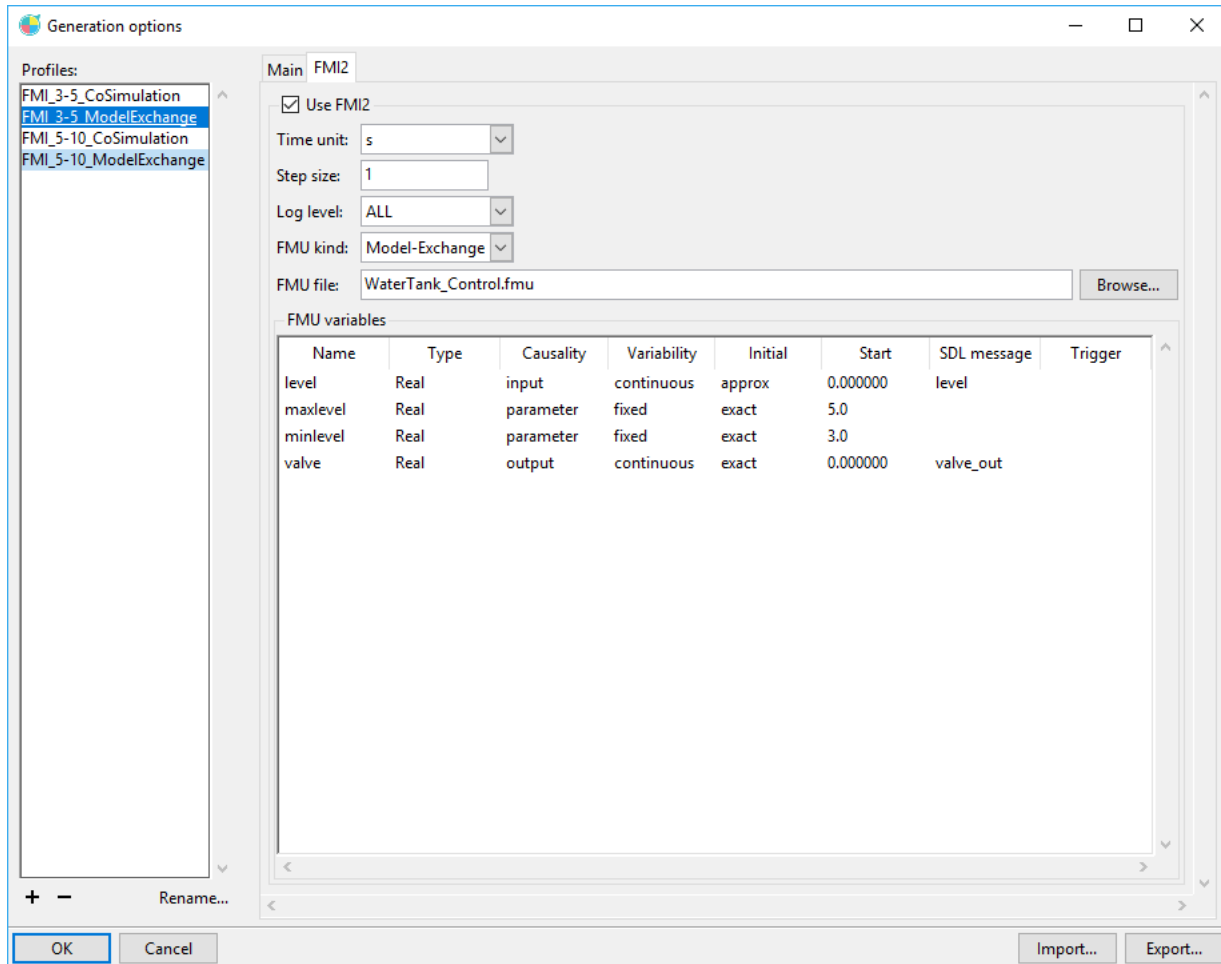 Generation options
Profiles:
FMI_3-5_CoSimulation
FMI_3-5_ModelExchange
FMI_5-10_CoSimulation
FMI_5-10_ModelExchange
Rename...
Main FMI2
Use FMI2
Time unit: s
Step size: 1
Log level: ALL
FMU kind: Model-Exchange
FMU file: WaterTank_Control.fmu Browse...
FMU variables
Name Type Causality Variability Initial Start SDL message Trigger
level Real input continuous approx 0.000000 level
maxlevel Real parameter fixed exact 5.0
minlevel Real parameter fixed exact 3.0
valve Real output continuous exact 0.000000 valve_out
OK Cancel Import... Export...